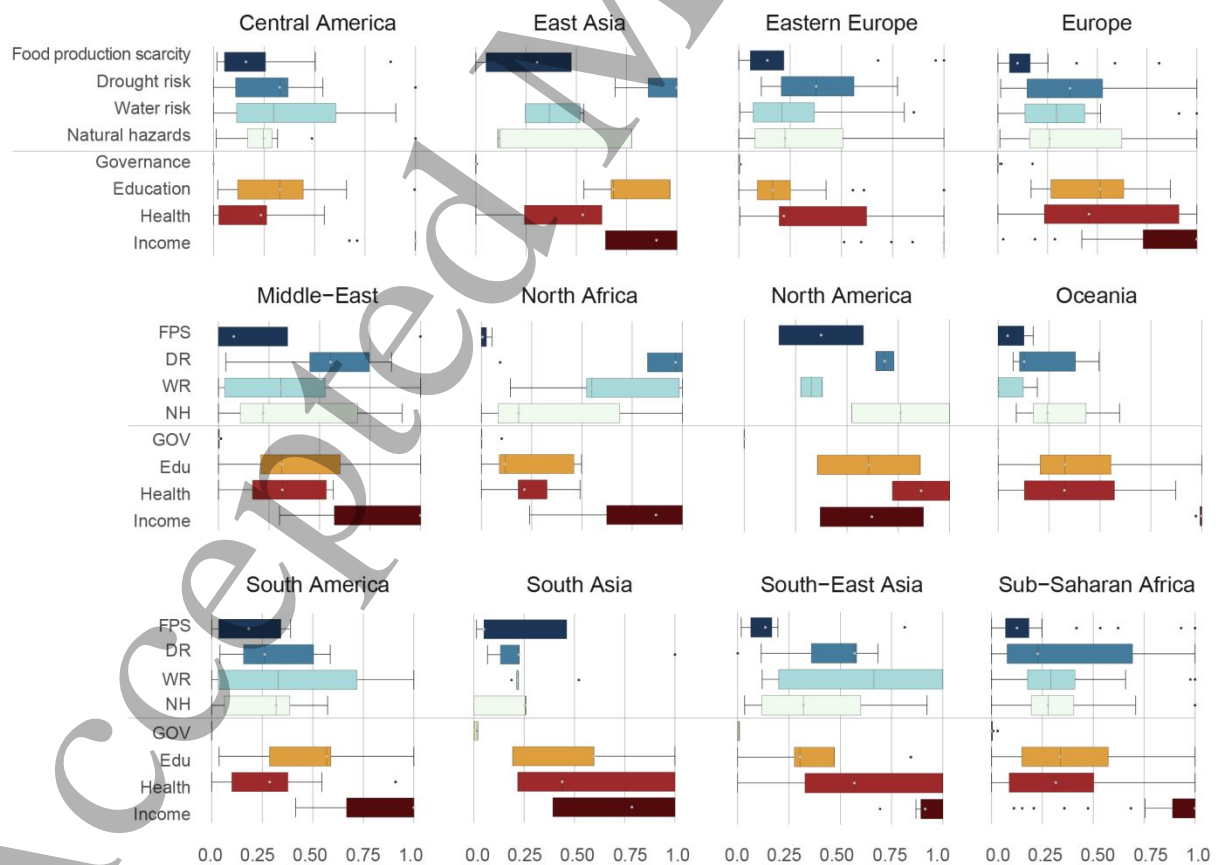 Central America East Asia Eastern Europe Europe
Food production scarcity
Drought risk
Water risk
Natural hazards
Governance
Education
Health
Income
Middle-East North Africa North America Oceania
FPS
DR
WR
NH
GOV
Edu
Health
Income
South America South Asia South-East Asia Sub-Saharan Africa
FPS
DR
WR
NH
GOV
Edu
Health
Income
0.0 0.25 0.50 0.75 1.0 0.0 0.25 0.50 0.75 1.0 0.0 0.25 0.50 0.75 1.0 0.0 0.25 0.50 0.75 1.0
Accepted M